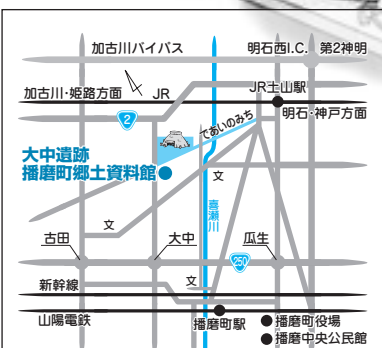 加古川バイパス
明石西I.C.
第2神明
加古川・姫路方面
JR
JR土山駅
2
明石・神戸方面
であいのみち
大中遺跡
播磨町郷土資料館
文
喜瀬川
文
古田
大中
瓜生
250
新幹線
文
山陽電鉄
播磨町駅
播磨町役場
播磨中央公民館